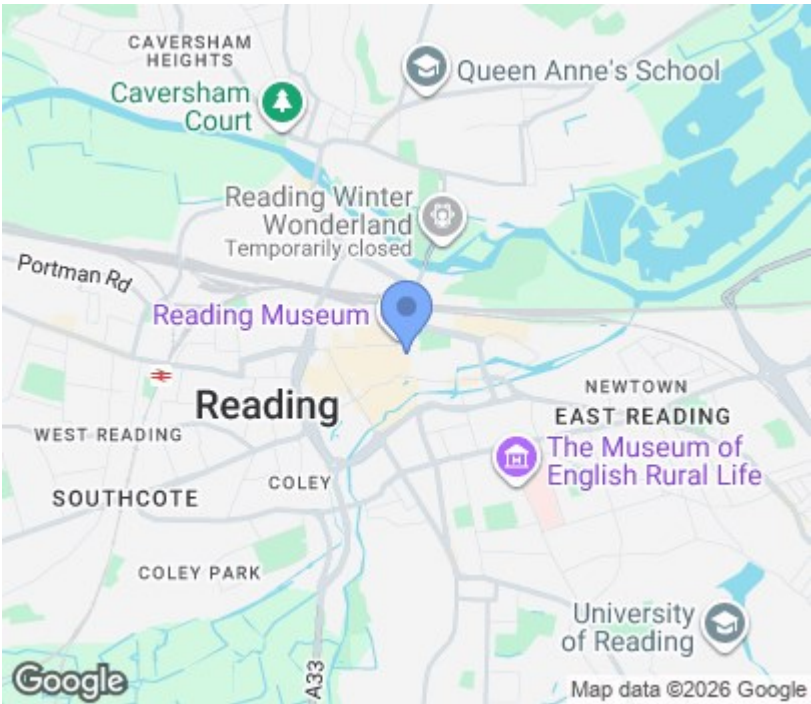 CAVERSHAM
HEIGHTS
Queen Anne's School
Caversham
Court
Reading Winter
Wonderland
Temporarily closed
Portman Rd
Reading Museum
Reading
NEWTOWN
EAST READING
WEST READING
The Museum of
English Rural Life
COLEY
SOUTHCOTE
COLEY PARK
University
of Reading
A33
Google
Map data ©2026 Google